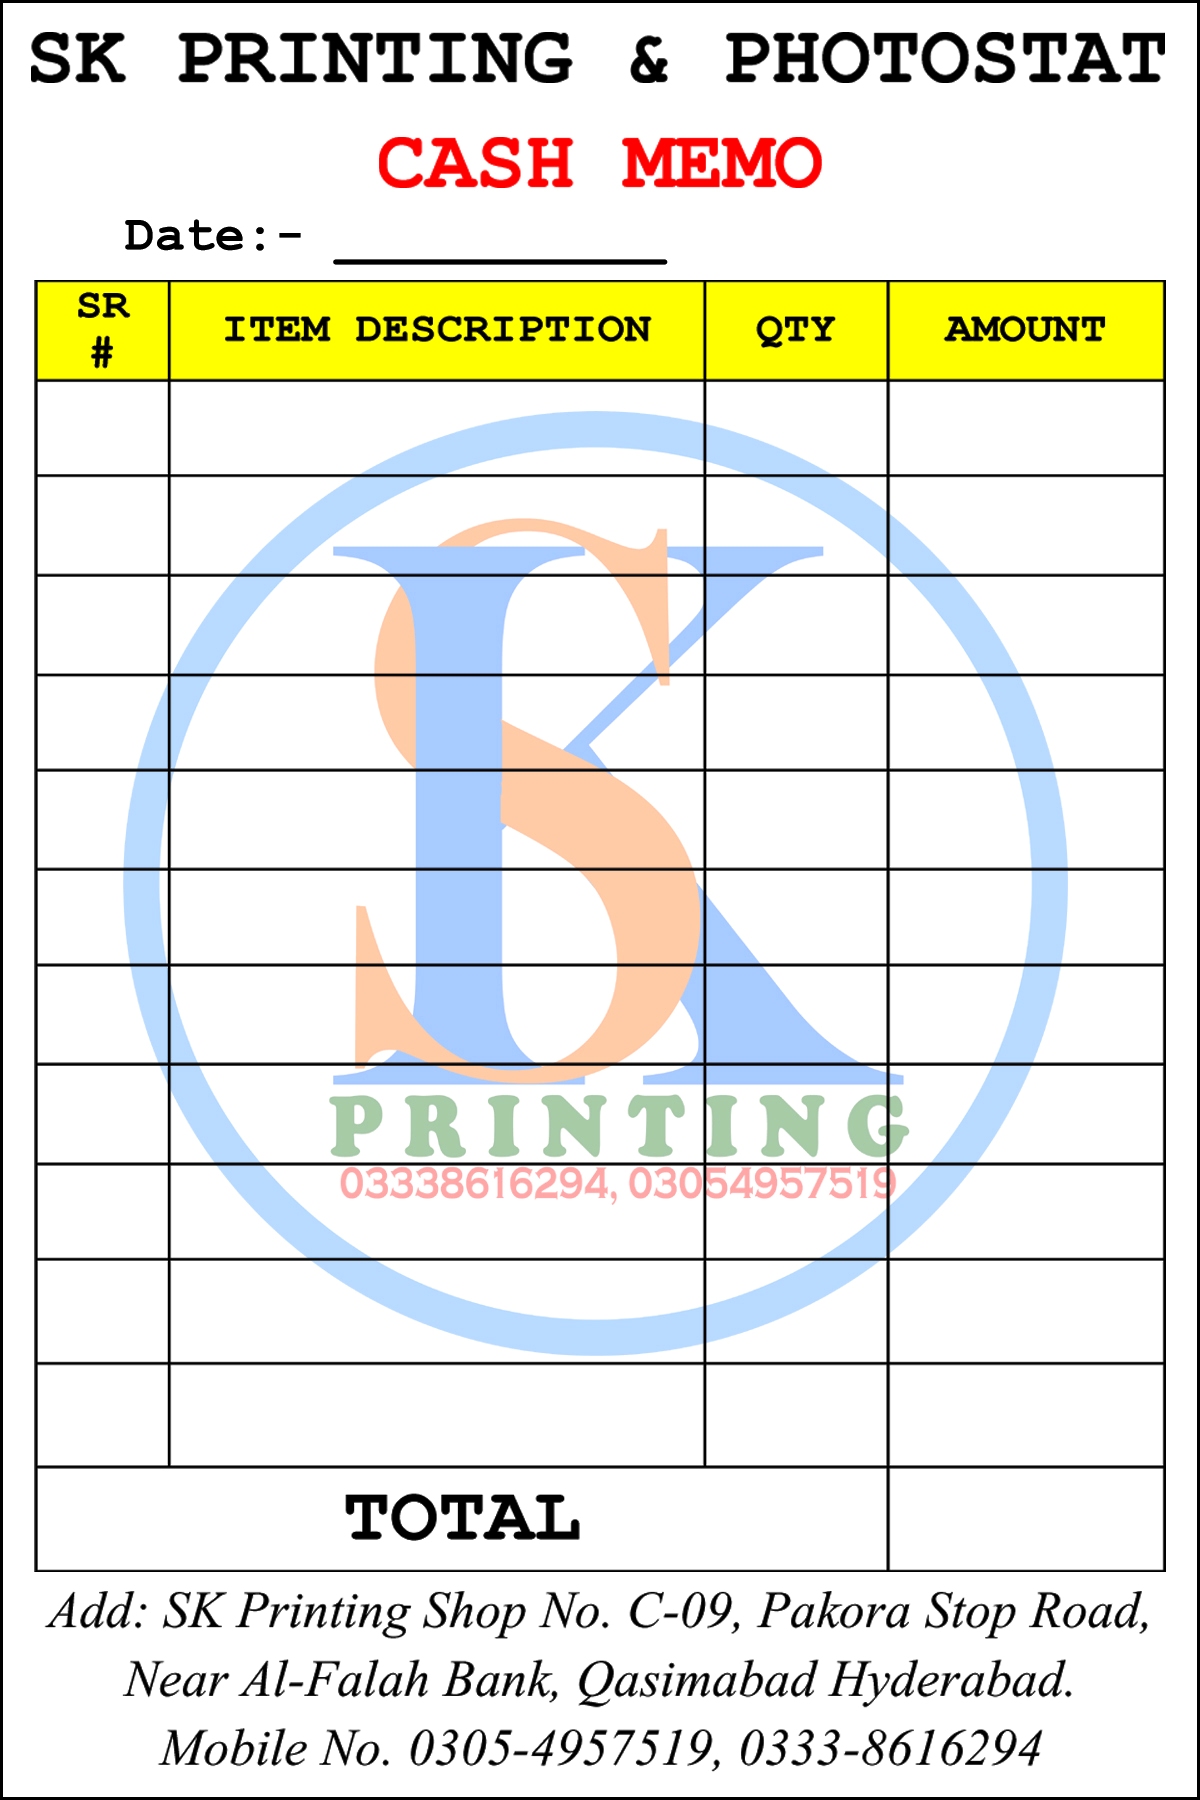 SK PRINTING & PHOTOSTAT
CASH MEMO
Date:- ____________
SR # ITEM DESCRIPTION QTY AMOUNT
SK
PRINTING
03338616294, 03054957519
TOTAL
Add: SK Printing Shop No. C-09, Pakora Stop Road,
Near Al-Falah Bank, Qasimabad Hyderabad.
Mobile No. 0305-4957519, 0333-8616294